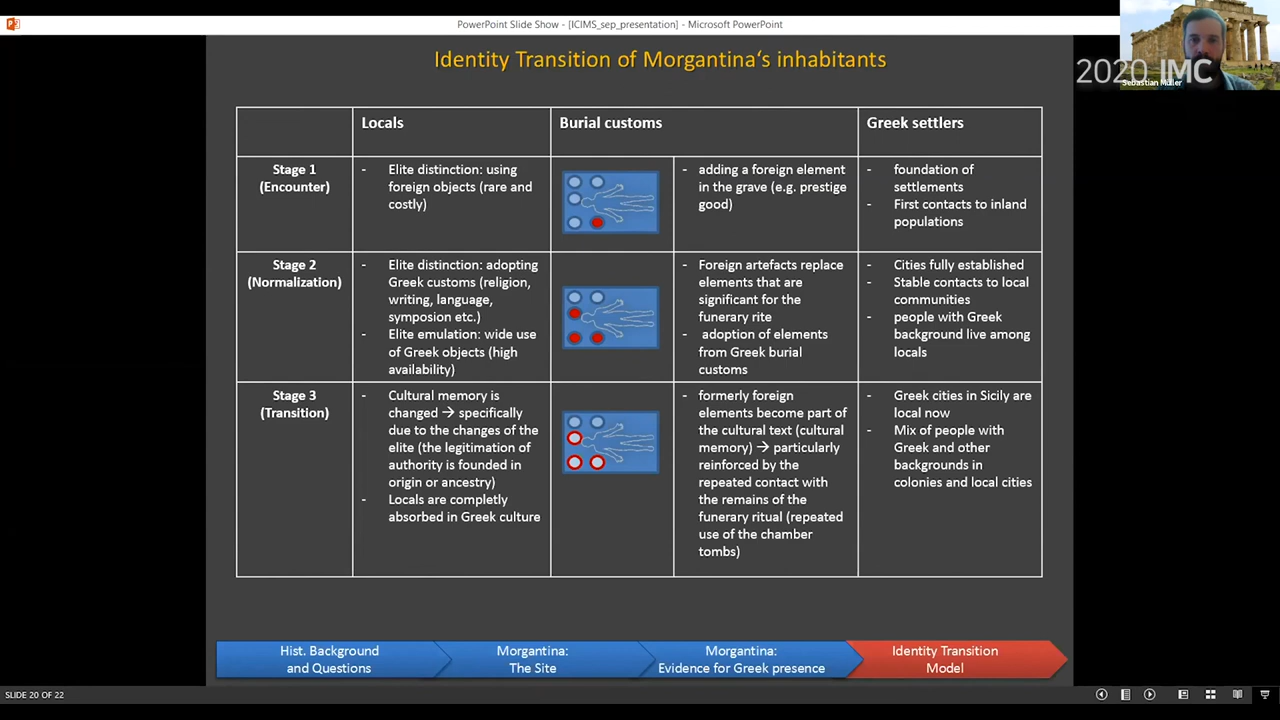 PowerPoint Slide Show - [ICIMS_sep_presentation] - Microsoft PowerPoint
2020 IMC
Sebastian Müller
Identity Transition of Morgantina‘s inhabitants
Locals
Burial customs
Greek settlers
Stage 1
(Encounter)
- Elite distinction: using
foreign objects (rare and
costly)
- adding a foreign element
in the grave (e.g. prestige
good)
- foundation of
settlements
- First contacts to inland
populations
Stage 2
(Normalization)
- Elite distinction: adopting
Greek customs (religion,
writing, language,
symposion etc.)
- Elite emulation: wide use
of Greek objects (high
availability)
- Foreign artefacts replace
elements that are
significant for the
funerary rite
- adoption of elements
from Greek burial
customs
- Cities fully established
- Stable contacts to local
communities
- people with Greek
background live among
locals
Stage 3
(Transition)
- Cultural memory is
changed → specifically
due to the changes of the
elite (the legitimation of
authority is founded in
origin or ancestry)
- Locals are completly
absorbed in Greek culture
- formerly foreign
elements become part of
the cultural text (cultural
memory) → particularly
reinforced by the
repeated contact with
the remains of the
funerary ritual (repeated
use of the chamber
tombs)
- Greek cities in Sicily are
local now
- Mix of people with
Greek and other
backgrounds in
colonies and local cities
Hist. Background
and Questions
Morgantina:
The Site
Morgantina:
Evidence for Greek presence
Identity Transition
Model
SLIDE 20 OF 22